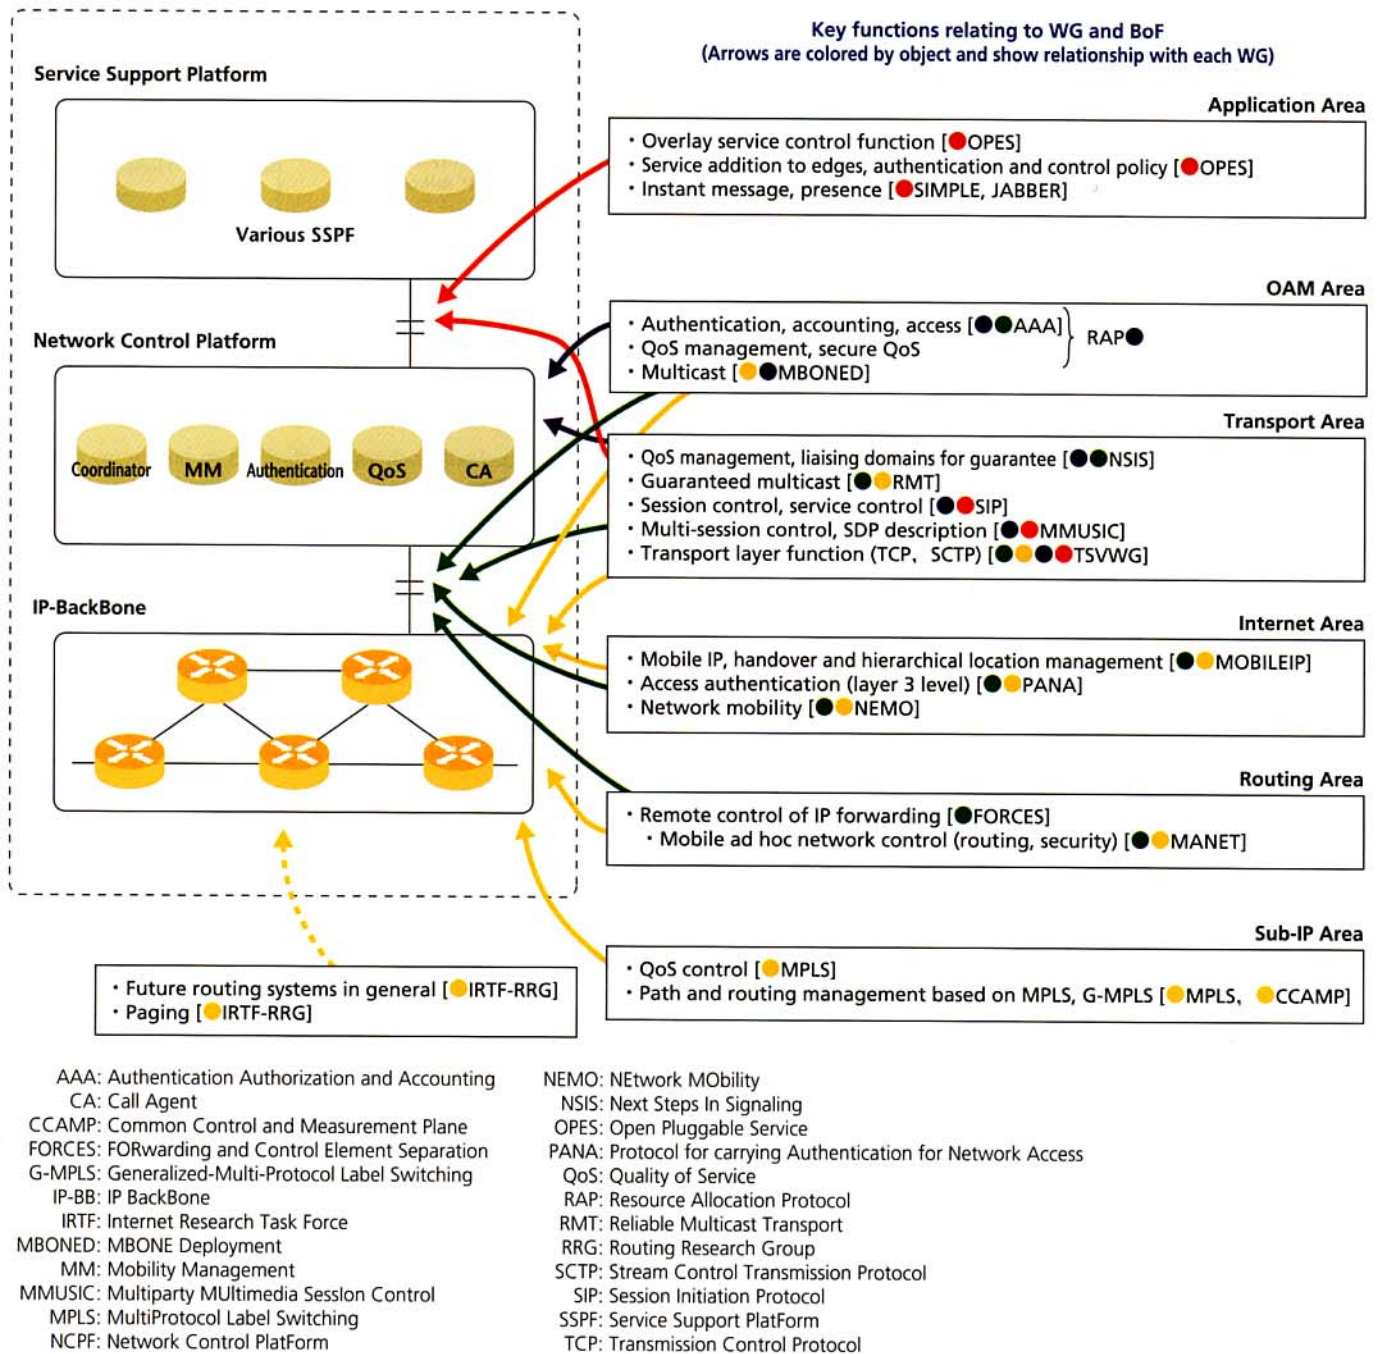 Key functions relating to WG and BoF
(Arrows are colored by object and show relationship with each WG)
Service Support Platform
Various SSPF
Network Control Platform
Coordinator
MM
Authentication
QoS
CA
IP-BackBone
Application Area
・Overlay service control function [●OPES]
・Service addition to edges, authentication and control policy [●OPES]
・Instant message, presence [●SIMPLE, JABBER]
OAM Area
・Authentication, accounting, access [●●AAA]
・QoS management, secure QoS
・Multicast [●●MBONED]
RAP●
Transport Area
・QoS management, liaising domains for guarantee [●●NSIS]
・Guaranteed multicast [●●RMT]
・Session control, service control [●●SIP]
・Multi-session control, SDP description [●●MMUSIC]
・Transport layer function (TCP, SCTP) [●●●●TSVWG]
Internet Area
・Mobile IP, handover and hierarchical location management [●●MOBILEIP]
・Access authentication (layer 3 level) [●●PANA]
・Network mobility [●●NEMO]
Routing Area
・Remote control of IP forwarding [●FORCES]
・Mobile ad hoc network control (routing, security) [●●MANET]
Sub-IP Area
・QoS control [●MPLS]
・Path and routing management based on MPLS, G-MPLS [●MPLS, ●CCAMP]
・Future routing systems in general [●IRTF-RRG]
・Paging [●IRTF-RRG]
AAA: Authentication Authorization and Accounting
CA: Call Agent
CCAMP: Common Control and Measurement Plane
FORCES: FORwarding and Control Element Separation
G-MPLS: Generalized-Multi-Protocol Label Switching
IP-BB: IP BackBone
IRTF: Internet Research Task Force
MBONED: MBONE Deployment
MM: Mobility Management
MMUSIC: Multiparty MUltimedia SessIon Control
MPLS: MultiProtocol Label Switching
NCPF: Network Control PlatForm
NEMO: NEtwork MObility
NSIS: Next Steps In Signaling
OPES: Open Pluggable Service
PANA: Protocol for carrying Authentication for Network Access
QoS: Quality of Service
RAP: Resource Allocation Protocol
RMT: Reliable Multicast Transport
RRG: Routing Research Group
SCTP: Stream Control Transmission Protocol
SIP: Session Initiation Protocol
SSPF: Service Support PlatForm
TCP: Transmission Control Protocol